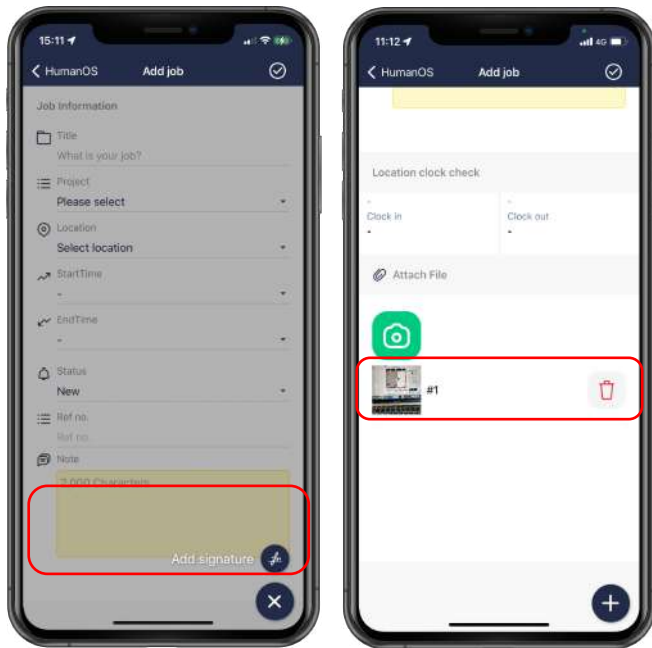 15:11
HumanOS Add job
Job Information
Title
What is your job?
Project
Please select
Location
Select location
StartTime
-
EndTime
-
Status
New
Ref no.
Ref no.
Note
2,000 Characters
Add signature
11:12 4G
HumanOS Add job
Location clock check
- -
Clock in Clock out
- -
Attach File
#1